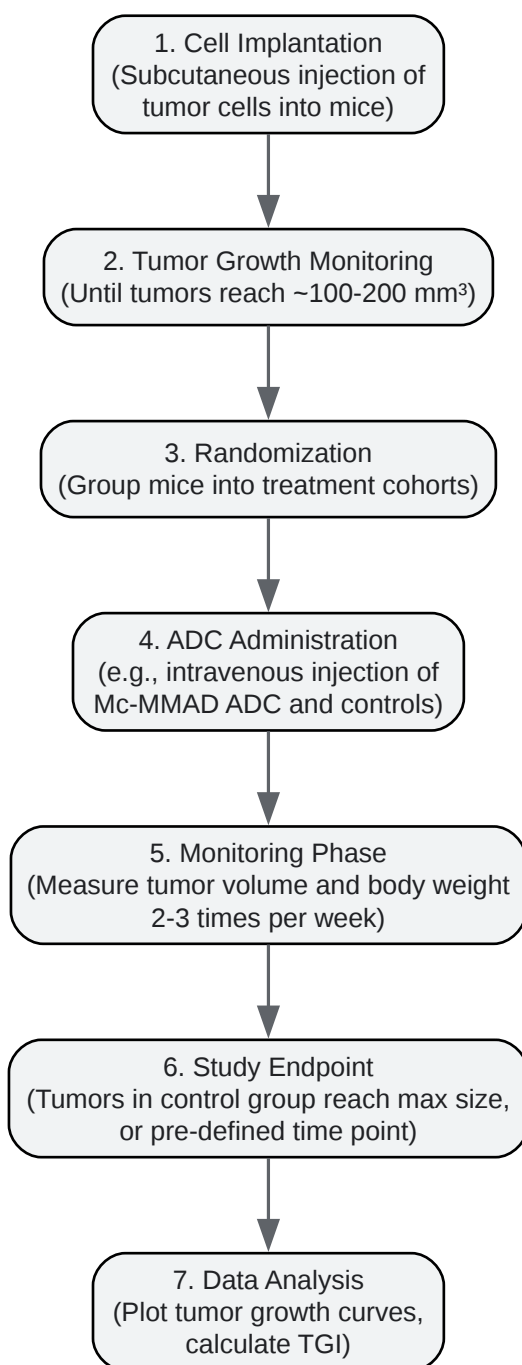 1. Cell Implantation
(Subcutaneous injection of
tumor cells into mice)
2. Tumor Growth Monitoring
(Until tumors reach ~100-200 mm³)
3. Randomization
(Group mice into treatment cohorts)
4. ADC Administration
(e.g., intravenous injection of
Mc-MMAD ADC and controls)
5. Monitoring Phase
(Measure tumor volume and body weight
2-3 times per week)
6. Study Endpoint
(Tumors in control group reach max size,
or pre-defined time point)
7. Data Analysis
(Plot tumor growth curves,
calculate TGI)